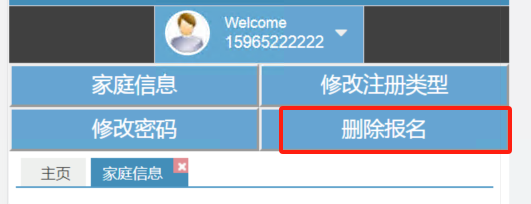 Welcome
15965222222
家庭信息 修改注册类型
修改密码 删除报名
主页 家庭信息